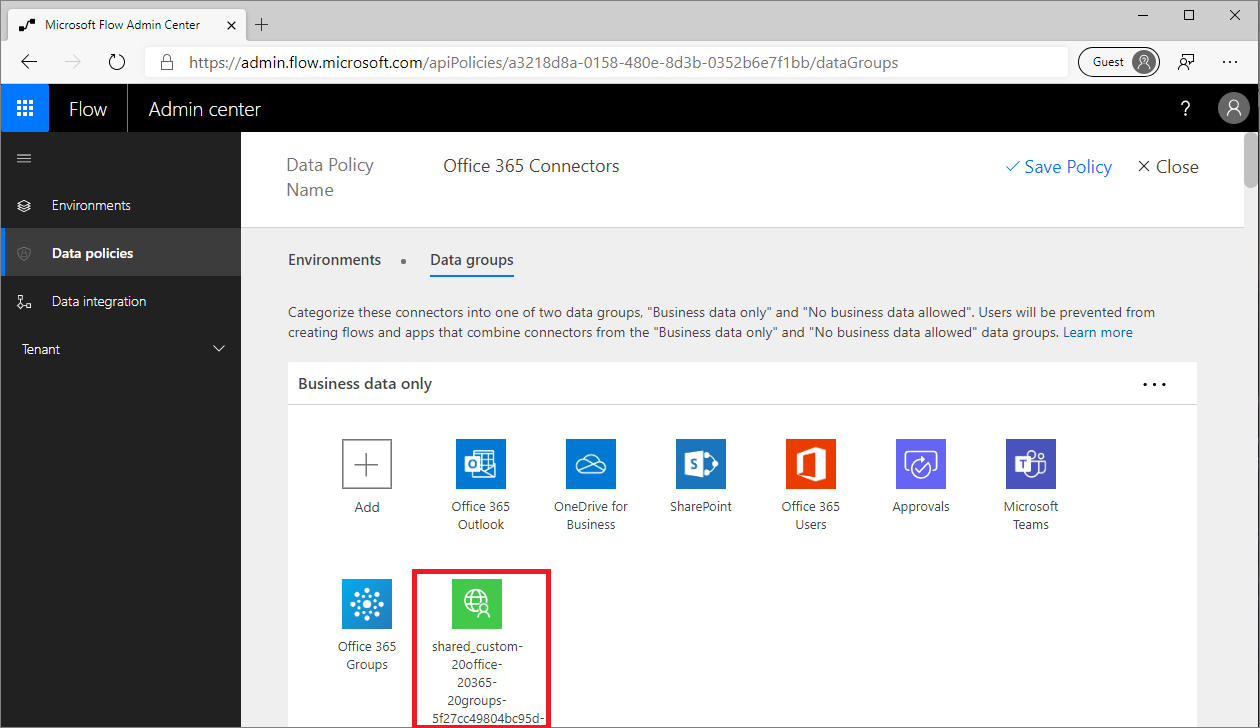 Microsoft Flow Admin Center
https://admin.flow.microsoft.com/apiPolicies/a3218d8a-0158-480e-8d3b-0352b6e7f1bb/dataGroups
Guest
Flow
Admin center
?
Environments
Data policies
Data integration
Tenant
Data Policy
Name
Office 365 Connectors
Save Policy
Close
Environments
Data groups
Categorize these connectors into one of two data groups, "Business data only" and "No business data allowed". Users will be prevented from
creating flows and apps that combine connectors from the "Business data only" and "No business data allowed" data groups. Learn more
Business data only
Add
Office 365
Outlook
OneDrive for
Business
SharePoint
Office 365
Users
Approvals
Microsoft
Teams
Office 365
Groups
shared_custom-
20office-
20365-
20groups-
5f27cc49804bc95d-